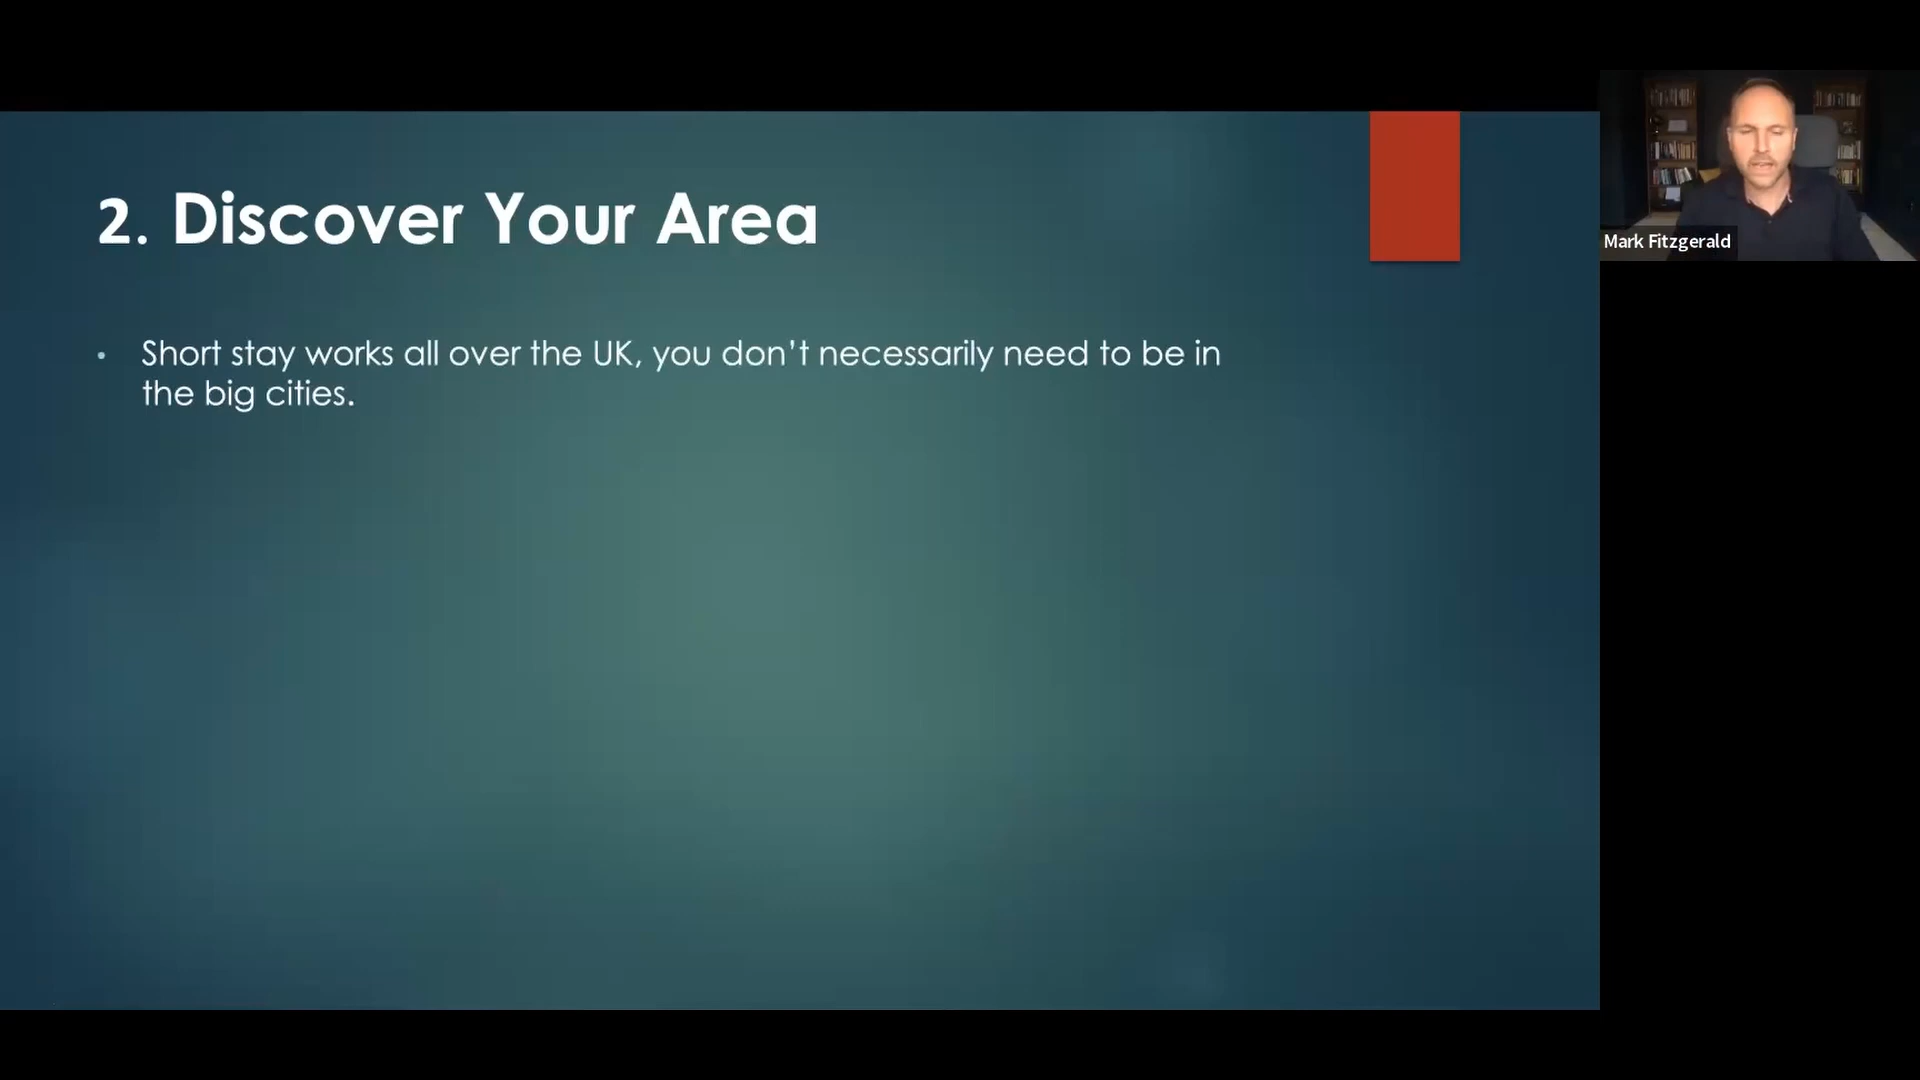 2. Discover Your Area
• Short stay works all over the UK, you don’t necessarily need to be in
the big cities.
Mark Fitzgerald